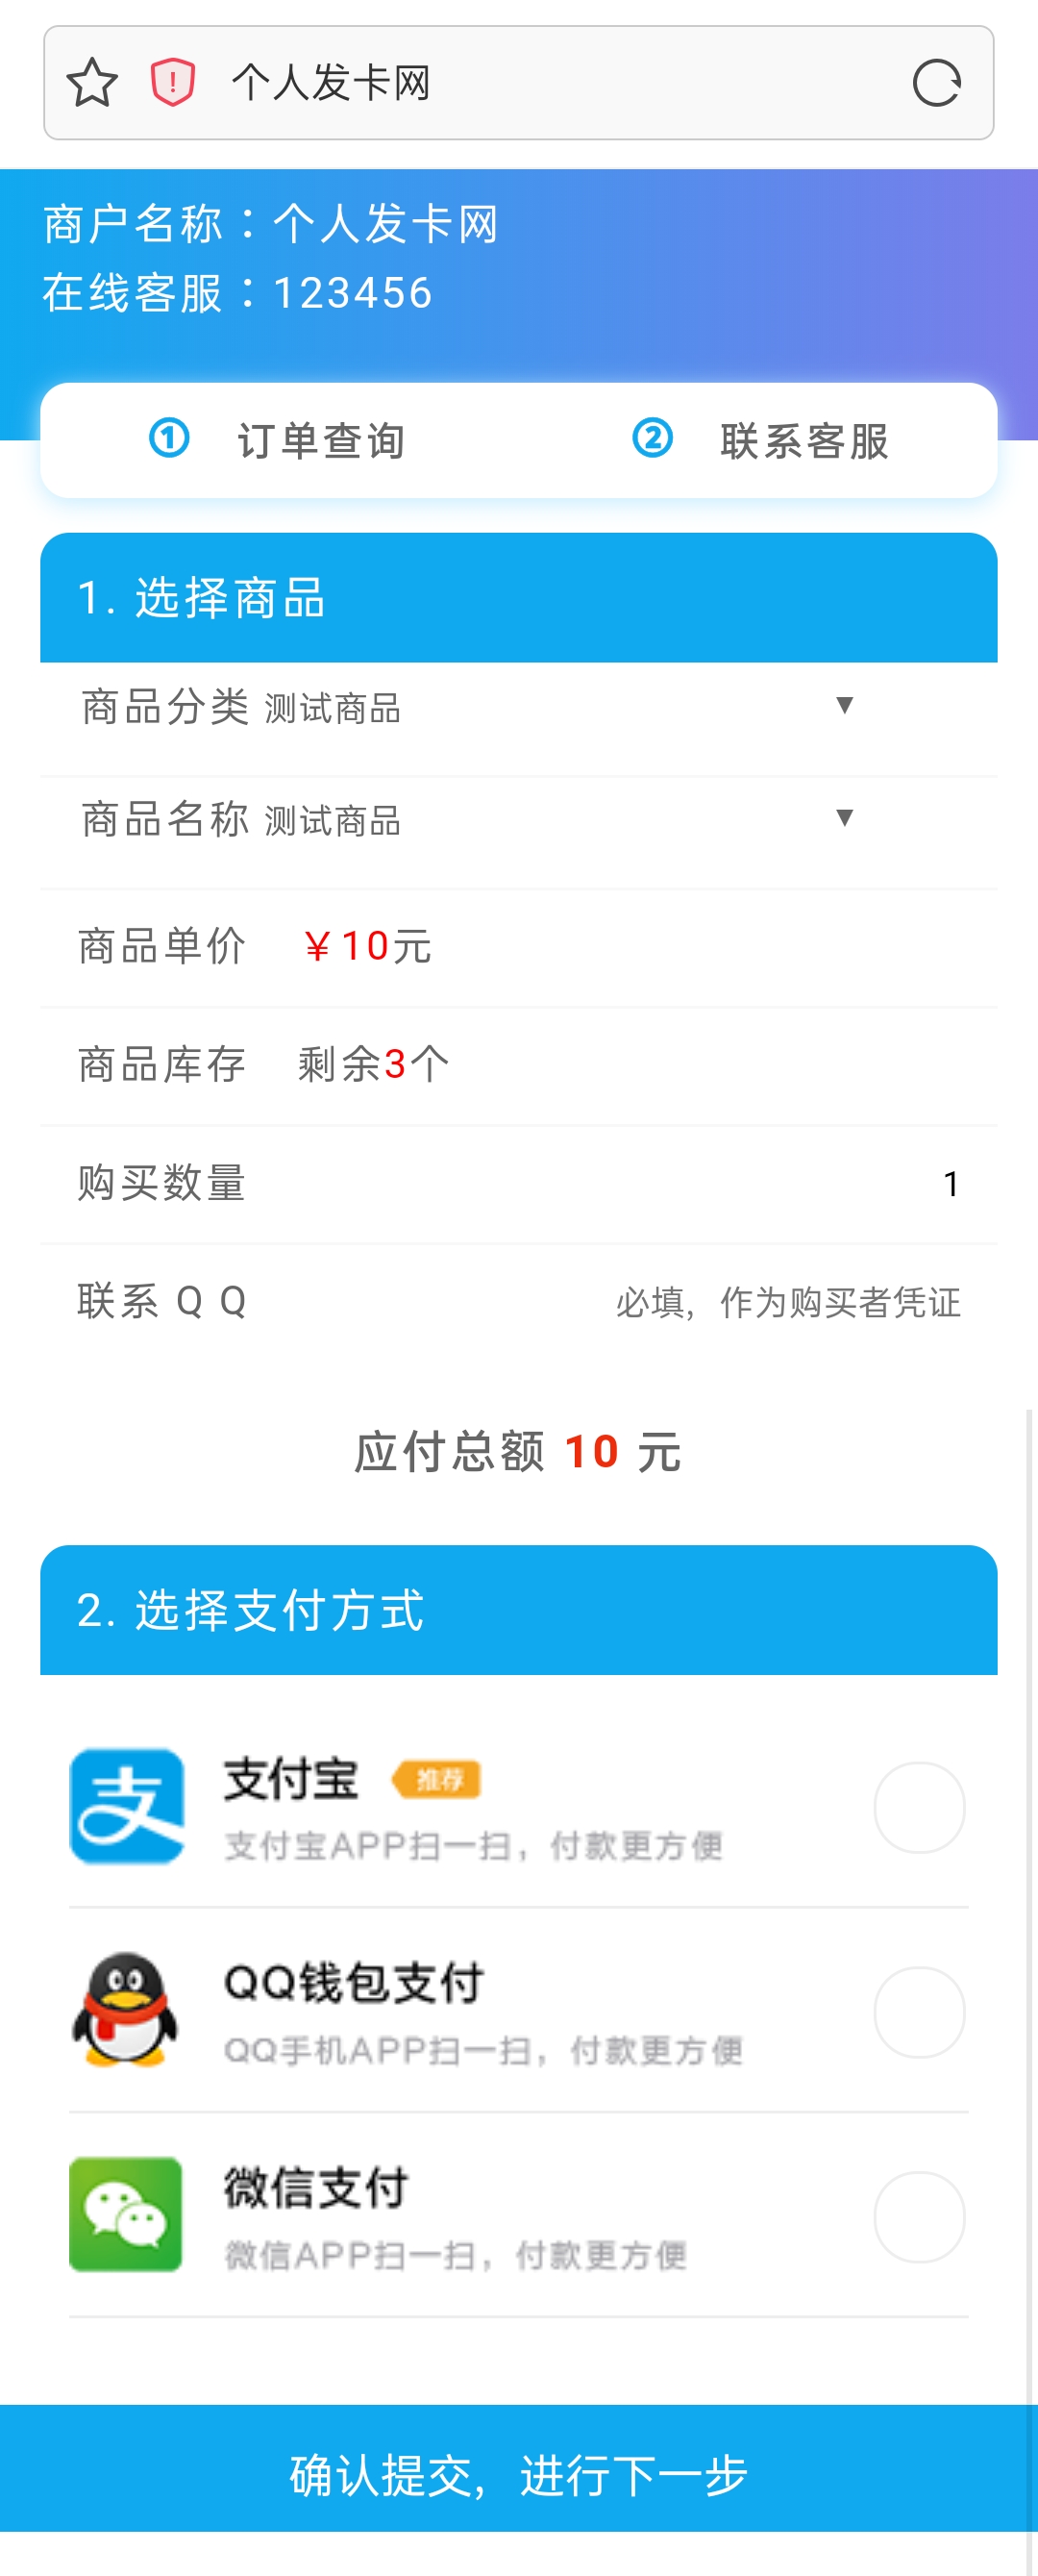 个人发卡网
商户名称：个人发卡网
在线客服：123456
① 订单查询 ② 联系客服
1. 选择商品
商品分类 测试商品 ▼
商品名称 测试商品 ▼
商品单价 ￥10元
商品库存 剩余3个
购买数量 1
联系 Q Q 必填，作为购买者凭证
应付总额 10 元
2. 选择支付方式
支付宝 推荐
支付宝APP扫一扫，付款更方便
QQ钱包支付
QQ手机APP扫一扫，付款更方便
微信支付
微信APP扫一扫，付款更方便
确认提交，进行下一步